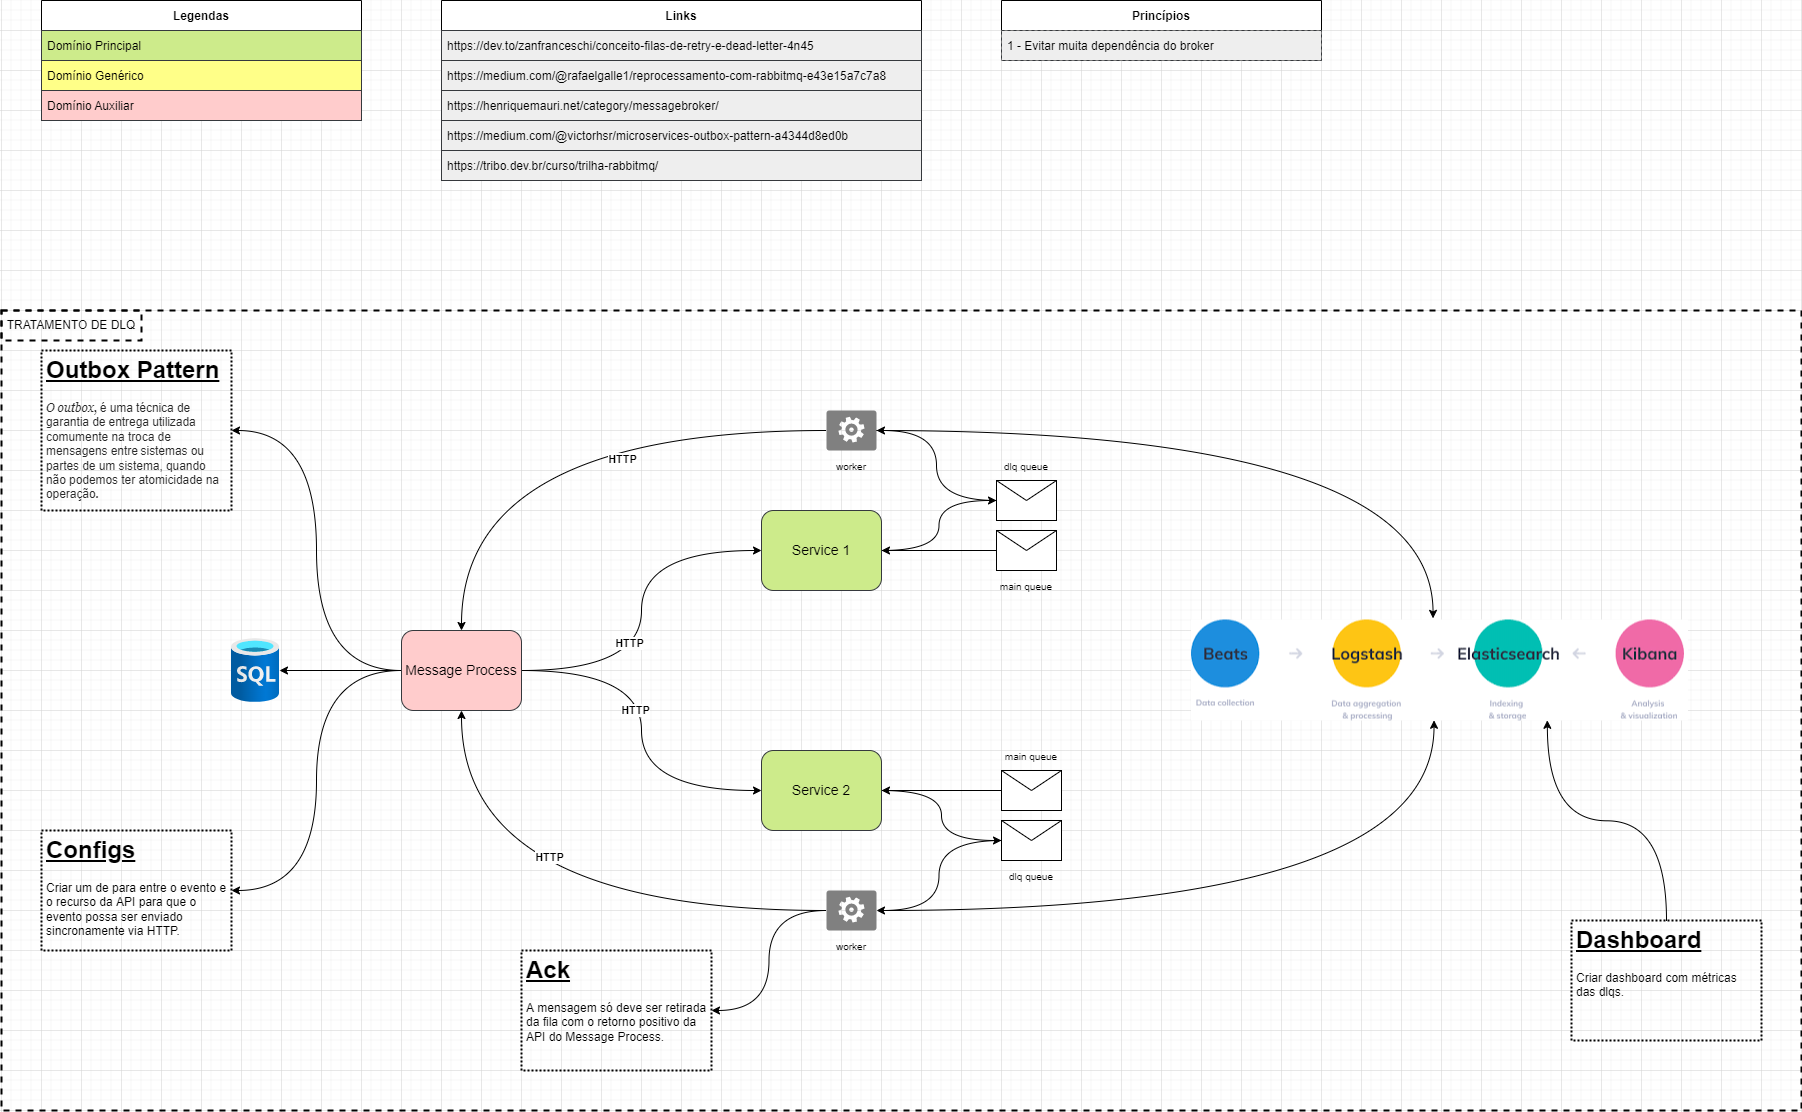 Legendas
Domínio Principal
Domínio Genérico
Domínio Auxiliar
Links
https://dev.to/zanfranceschi/conceito-filas-de-retry-e-dead-letter-4n45
https://medium.com/@rafaelgalle1/reprocessamento-com-rabbitmq-e43e15a7c7a8
https://henriquemauri.net/category/messagebroker/
https://medium.com/@victorhsr/microservices-outbox-pattern-a4344d8ed0b
https://tribo.dev.br/curso/trilha-rabbitmq/
Princípios
1 - Evitar muita dependência do broker
TRATAMENTO DE DLQ
Outbox Pattern
O outbox, é uma técnica de
garantia de entrega utilizada
comumente na troca de
mensagens entre sistemas ou
partes de um sistema, quando
não podemos ter atomicidade na
operação.
HTTP
worker
dlq queue
Service 1
main queue
HTTP
SQL
Message Process
Beats
Logstash
Elasticsearch
Kibana
Data collection
Data aggregation
& processing
Indexing
& storage
Analysis
& visualization
HTTP
main queue
Service 2
dlq queue
HTTP
worker
Configs
Criar um de para entre o evento e
o recurso da API para que o
evento possa ser enviado
sincronamente via HTTP.
Ack
A mensagem só deve ser retirada
da fila com o retorno positivo da
API do Message Process.
Dashboard
Criar dashboard com métricas
das dlqs.